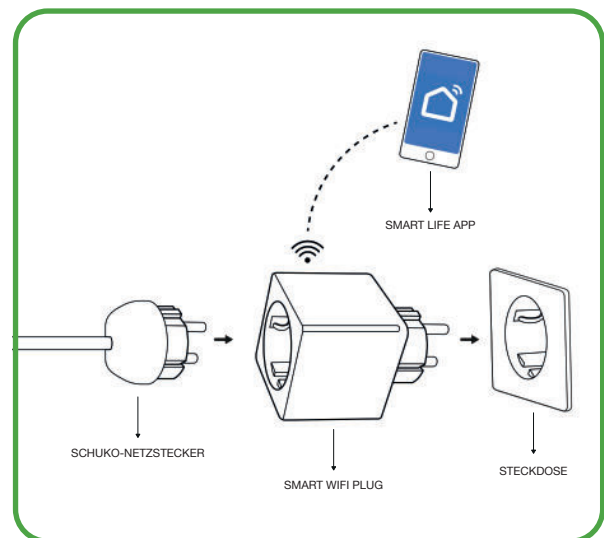 SMART LIFE APP
SCHUKO-NETZSTECKER
SMART WIFI PLUG
STECKDOSE